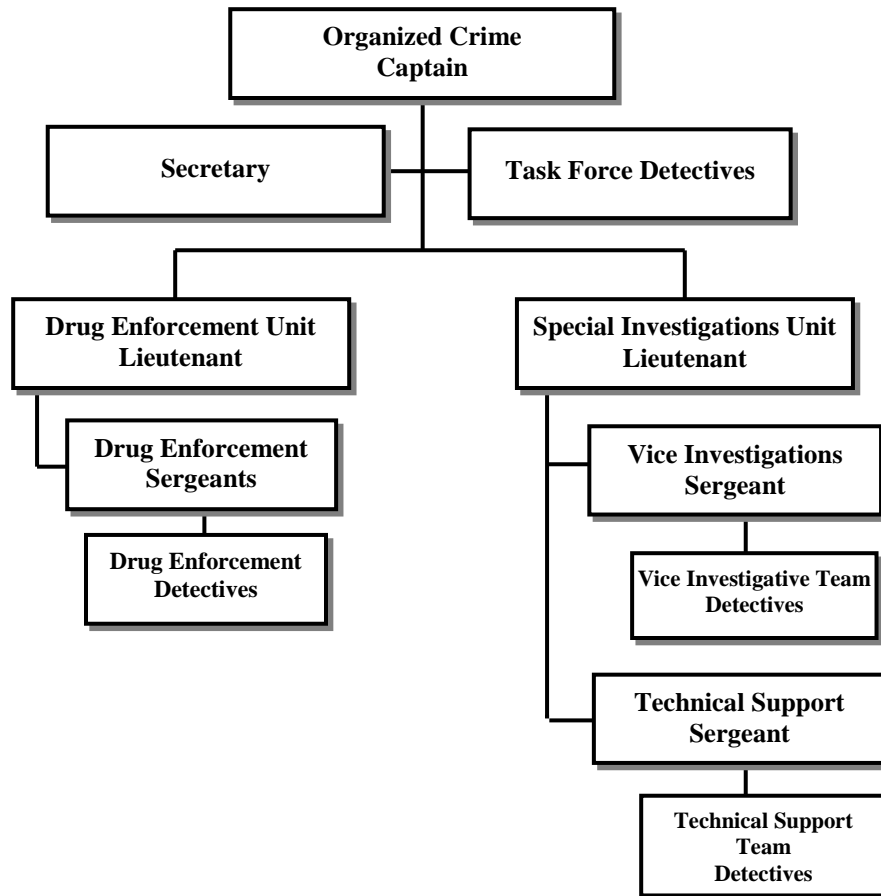 Organized Crime
Captain
Secretary
Task Force Detectives
Drug Enforcement Unit
Lieutenant
Special Investigations Unit
Lieutenant
Drug Enforcement
Sergeants
Vice Investigations
Sergeant
Drug Enforcement
Detectives
Vice Investigative Team
Detectives
Technical Support
Sergeant
Technical Support
Team
Detectives